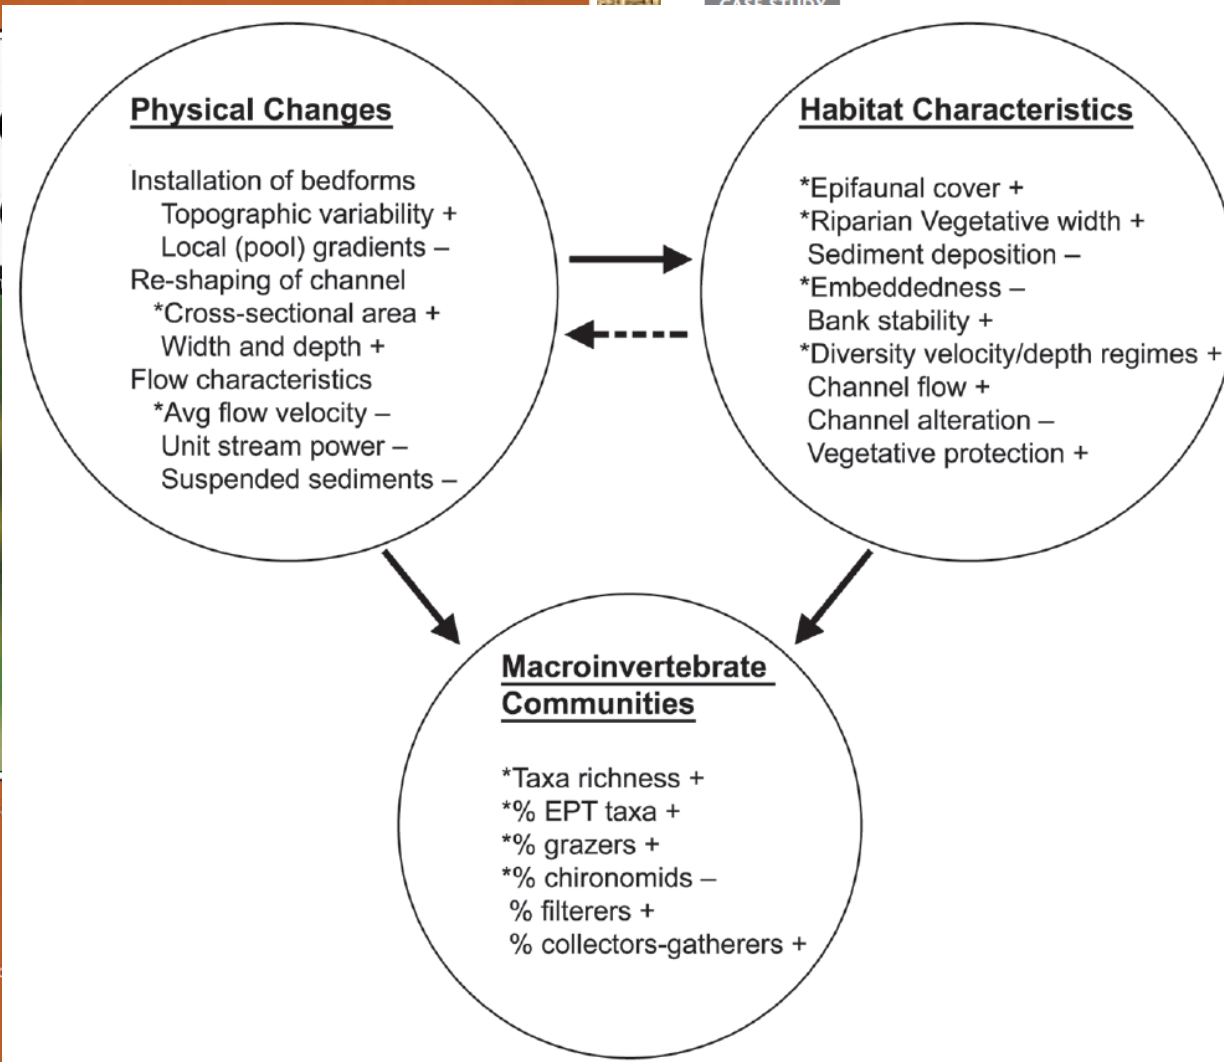 CASE STUDY
Physical Changes
Installation of bedforms
Topographic variability +
Local (pool) gradients –
Re-shaping of channel
*Cross-sectional area +
Width and depth +
Flow characteristics
*Avg flow velocity –
Unit stream power –
Suspended sediments –
Habitat Characteristics
*Epifaunal cover +
*Riparian Vegetative width +
Sediment deposition –
*Embeddedness –
Bank stability +
*Diversity velocity/depth regimes +
Channel flow +
Channel alteration –
Vegetative protection +
Macroinvertebrate
Communities
*Taxa richness +
*% EPT taxa +
*% grazers +
*% chironomids –
% filterers +
% collectors-gatherers +